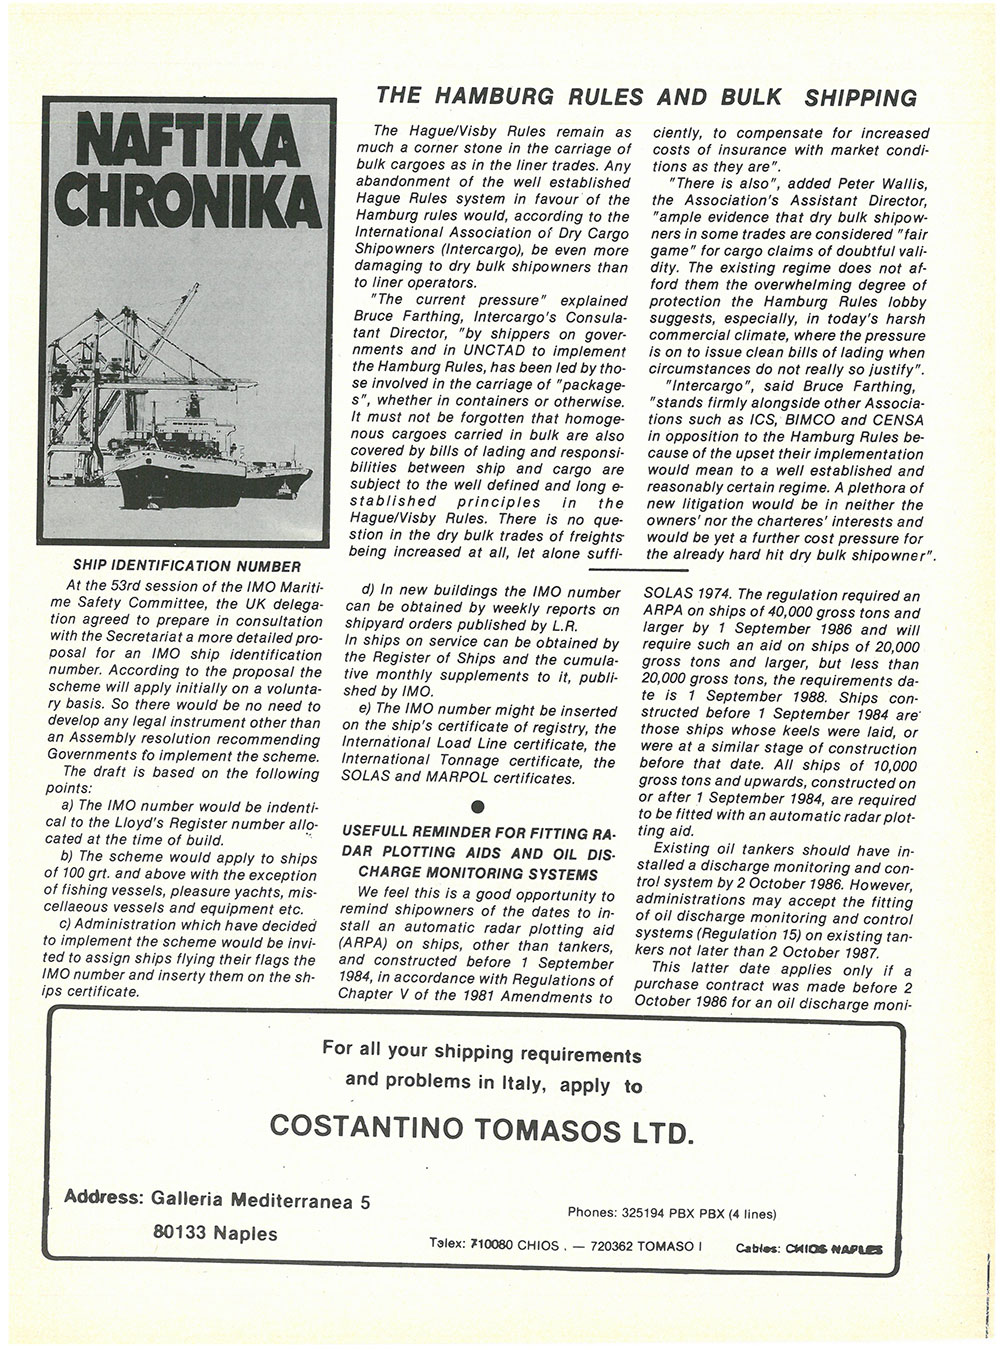 NAFTIKA
CHRONIKA
THE HAMBURG RULES AND BULK SHIPPING
The Hague/Visby Rules remain as
much a corner stone in the carriage of
bulk cargoes as in the liner trades. Any
abandonment of the well established
Hague Rules system in favour of the
Hamburg rules would, according to the
International Association of Dry Cargo
Shipowners (Intercargo), be even more
damaging to dry bulk shipowners than
to liner operators.
"The current pressure" explained
Bruce Farthing, Intercargo's Consula-
tant Director, "by shippers on gover-
nments and in UNCTAD to implement
the Hamburg Rules, has been led by tho-
se involved in the carriage of "package-
s", whether in containers or otherwise.
It must not be forgotten that homoge-
nous cargoes carried in bulk are also
covered by bills of lading and responsi-
bilities between ship and cargo are
subject to the well defined and long e-
stablished principles in the
Hague/Visby Rules. There is no que-
stion in the dry bulk trades of freights
being increased at all, let alone suffi-
ciently, to compensate for increased
costs of insurance with market condi-
tions as they are".
"There is also", added Peter Wallis,
the Association's Assistant Director,
"ample evidence that dry bulk shipow-
ners in some trades are considered "fair
game" for cargo claims of doubtful vali-
dity. The existing regime does not af-
ford them the overwhelming degree of
protection the Hamburg Rules lobby
suggests, especially, in today's harsh
commercial climate, where the pressure
is on to issue clean bills of lading when
circumstances do not really so justify".
"Intercargo", said Bruce Farthing,
"stands firmly alongside other Associa-
tions such as ICS, BIMCO and CENSA
in opposition to the Hamburg Rules be-
cause of the upset their implementation
would mean to a well established and
reasonably certain regime. A plethora of
new litigation would be in neither the
owners' nor the charteres' interests and
would be yet a further cost pressure for
the already hard hit dry bulk shipowner".
SHIP IDENTIFICATION NUMBER
At the 53rd session of the IMO Mariti-
me Safety Committee, the UK delega-
tion agreed to prepare in consultation
with the Secretariat a more detailed pro-
posal for an IMO ship identification
number. According to the proposal the
scheme will apply initially on a volunta-
ry basis. So there would be no need to
develop any legal instrument other than
an Assembly resolution recommending
Governments to implement the scheme.
The draft is based on the following
points:
a) The IMO number would be indenti-
cal to the Lloyd's Register number allo-
cated at the time of build.
b) The scheme would apply to ships
of 100 grt. and above with the exception
of fishing vessels, pleasure yachts, mis-
cellaeous vessels and equipment etc.
c) Administration which have decided
to implement the scheme would be invi-
ted to assign ships flying their flags the
IMO number and inserty them on the sh-
ips certificate.
d) In new buildings the IMO number
can be obtained by weekly reports on
shipyard orders published by L.R.
In ships on service can be obtained by
the Register of Ships and the cumula-
tive monthly supplements to it, publi-
shed by IMO.
e) The IMO number might be inserted
on the ship's certificate of registry, the
International Load Line certificate, the
International Tonnage certificate, the
SOLAS and MARPOL certificates.
USEFULL REMINDER FOR FITTING RA-
DAR PLOTTING AIDS AND OIL DIS-
CHARGE MONITORING SYSTEMS
We feel this is a good opportunity to
remind shipowners of the dates to in-
stall an automatic radar plotting aid
(ARPA) on ships, other than tankers,
and constructed before 1 September
1984, in accordance with Regulations of
Chapter V of the 1981 Amendments to
SOLAS 1974. The regulation required an
ARPA on ships of 40,000 gross tons and
larger by 1 September 1986 and will
require such an aid on ships of 20,000
gross tons and larger, but less than
20,000 gross tons, the requirements da-
te is 1 September 1988. Ships con-
structed before 1 September 1984 are
those ships whose keels were laid, or
were at a similar stage of construction
before that date. All ships of 10,000
gross tons and upwards, constructed on
or after 1 September 1984, are required
to be fitted with an automatic radar plot-
ting aid.
Existing oil tankers should have in-
stalled a discharge monitoring and con-
trol system by 2 October 1986. However,
administrations may accept the fitting
of oil discharge monitoring and control
systems (Regulation 15) on existing tan-
kers not later than 2 October 1987.
This latter date applies only if a
purchase contract was made before 2
October 1986 for an oil discharge moni-
For all your shipping requirements
and problems in Italy, apply to
COSTANTINO TOMASOS LTD.
Address: Galleria Mediterranea 5
80133 Naples
Phones: 325194 PBX PBX (4 lines)
Telex: 710080 CHIOS . — 720362 TOMASO I
Cables: CHIOS NAPLES